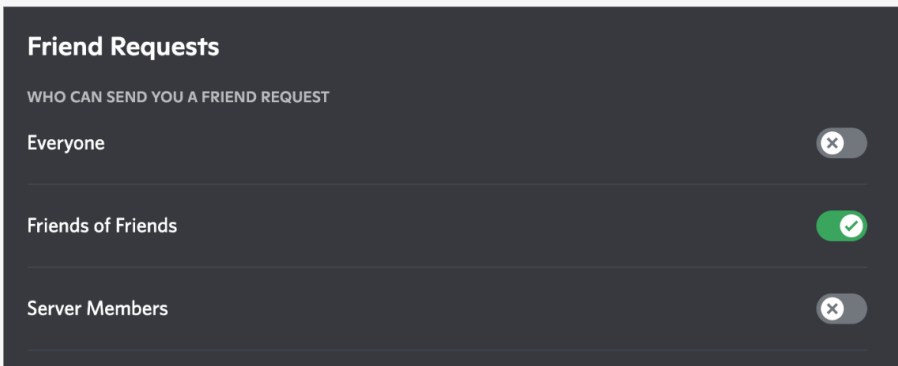 Friend Requests
WHO CAN SEND YOU A FRIEND REQUEST
Everyone
Friends of Friends
Server Members